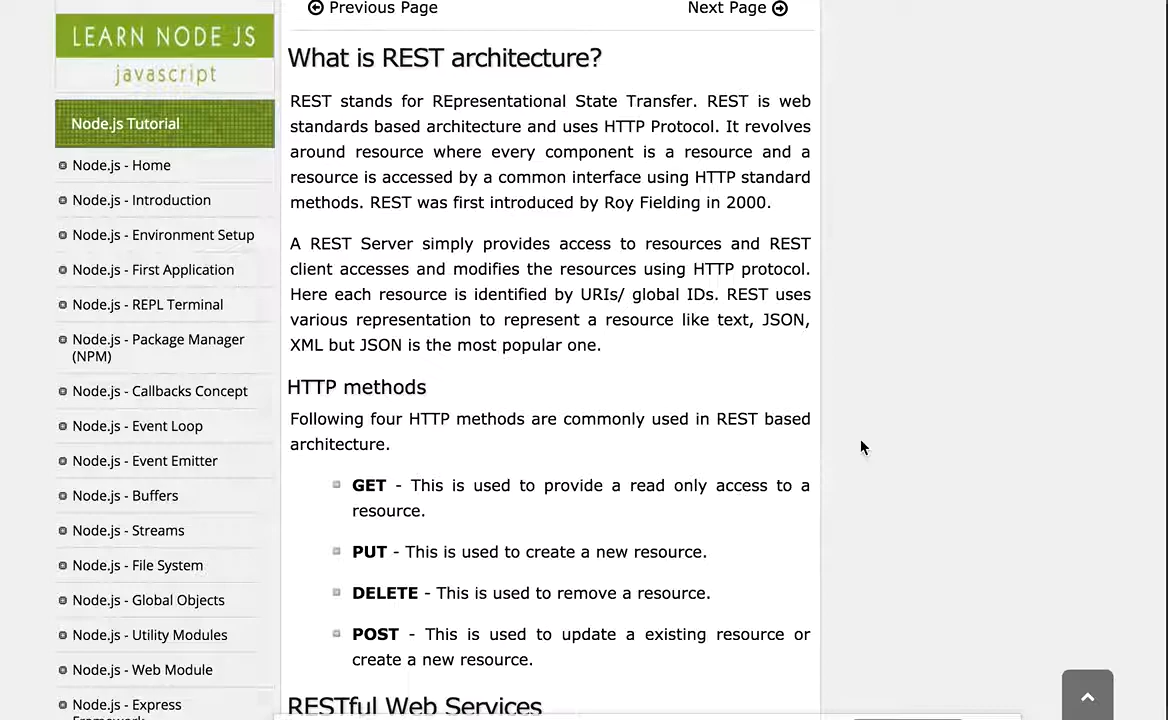 Previous Page
Next Page
LEARN NODE JS
javascript
Node.js Tutorial
Node.js - Home
Node.js - Introduction
Node.js - Environment Setup
Node.js - First Application
Node.js - REPL Terminal
Node.js - Package Manager
(NPM)
Node.js - Callbacks Concept
Node.js - Event Loop
Node.js - Event Emitter
Node.js - Buffers
Node.js - Streams
Node.js - File System
Node.js - Global Objects
Node.js - Utility Modules
Node.js - Web Module
Node.js - Express
Framework
What is REST architecture?
REST stands for REpresentational State Transfer. REST is web
standards based architecture and uses HTTP Protocol. It revolves
around resource where every component is a resource and a
resource is accessed by a common interface using HTTP standard
methods. REST was first introduced by Roy Fielding in 2000.
A REST Server simply provides access to resources and REST
client accesses and modifies the resources using HTTP protocol.
Here each resource is identified by URIs/ global IDs. REST uses
various representation to represent a resource like text, JSON,
XML but JSON is the most popular one.
HTTP methods
Following four HTTP methods are commonly used in REST based
architecture.
GET - This is used to provide a read only access to a
resource.
PUT - This is used to create a new resource.
DELETE - This is used to remove a resource.
POST - This is used to update a existing resource or
create a new resource.
RESTful Web Services